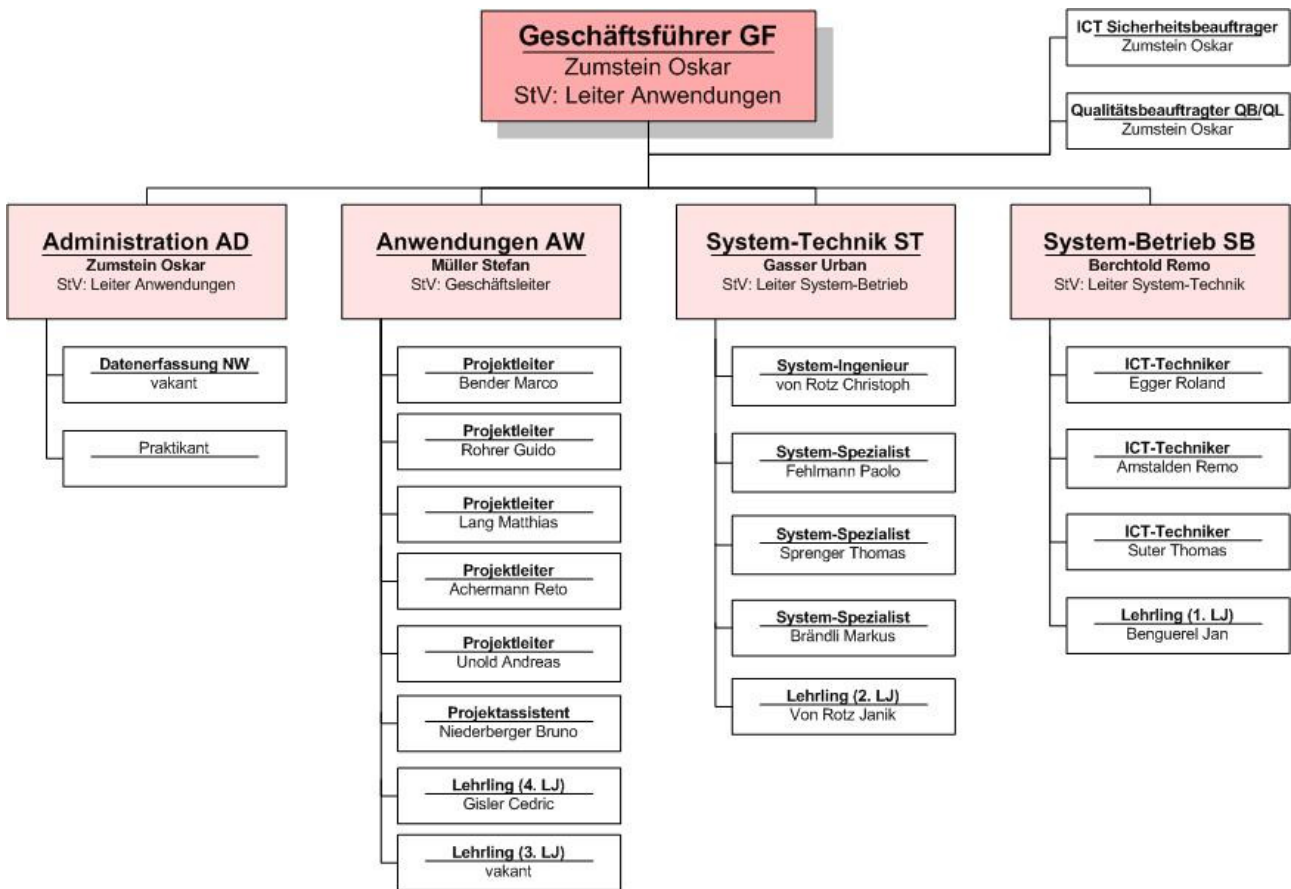 Geschäftsführer GF
Zumstein Oskar
StV: Leiter Anwendungen
ICT Sicherheitsbeauftrager
Zumstein Oskar
Qualitätsbeauftragter QB/QL
Zumstein Oskar
Administration AD
Zumstein Oskar
StV: Leiter Anwendungen
Datenerfassung NW
vakant
Praktikant
Anwendungen AW
Müller Stefan
StV: Geschäftsleiter
Projektleiter
Bender Marco
Projektleiter
Rohrer Guido
Projektleiter
Lang Matthias
Projektleiter
Achermann Reto
Projektleiter
Unold Andreas
Projektassistent
Niederberger Bruno
Lehrling (4. LJ)
Gisler Cedric
Lehrling (3. LJ)
vakant
System-Technik ST
Gasser Urban
StV: Leiter System-Betrieb
System-Ingenieur
von Rotz Christoph
System-Spezialist
Fehlmann Paolo
System-Spezialist
Sprenger Thomas
System-Spezialist
Brändli Markus
Lehrling (2. LJ)
Von Rotz Janik
System-Betrieb SB
Berchtold Remo
StV: Leiter System-Technik
ICT-Techniker
Egger Roland
ICT-Techniker
Amstalden Remo
ICT-Techniker
Suter Thomas
Lehrling (1. LJ)
Benguerel Jan